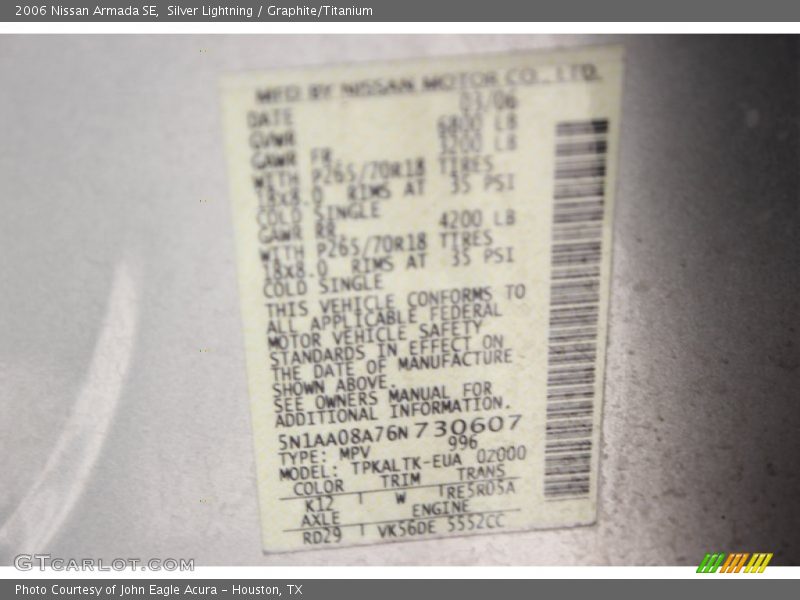 2006 Nissan Armada SE, Silver Lightning / Graphite/Titanium
MFD BY NISSAN MOTOR CO., LTD.
DATE 03/06
GVWR 6800 LB
GAWR FR 3200 LB
WITH P265/70R18 TIRES
18x8.0 RIMS AT 35 PSI
COLD SINGLE
GAWR RR 4200 LB
WITH P265/70R18 TIRES
18x8.0 RIMS AT 35 PSI
COLD SINGLE
THIS VEHICLE CONFORMS TO
ALL APPLICABLE FEDERAL
MOTOR VEHICLE SAFETY
STANDARDS IN EFFECT ON
THE DATE OF MANUFACTURE
SHOWN ABOVE.
SEE OWNERS MANUAL FOR
ADDITIONAL INFORMATION.
5N1AA08A76N730607
TYPE: MPV 996
MODEL: TPKALTK-EUA 02000
COLOR TRIM TRANS
K12 W RE5R05A
AXLE ENGINE
RD29 VK56DE 5552CC
GTCarLot.com
Photo Courtesy of John Eagle Acura - Houston, TX